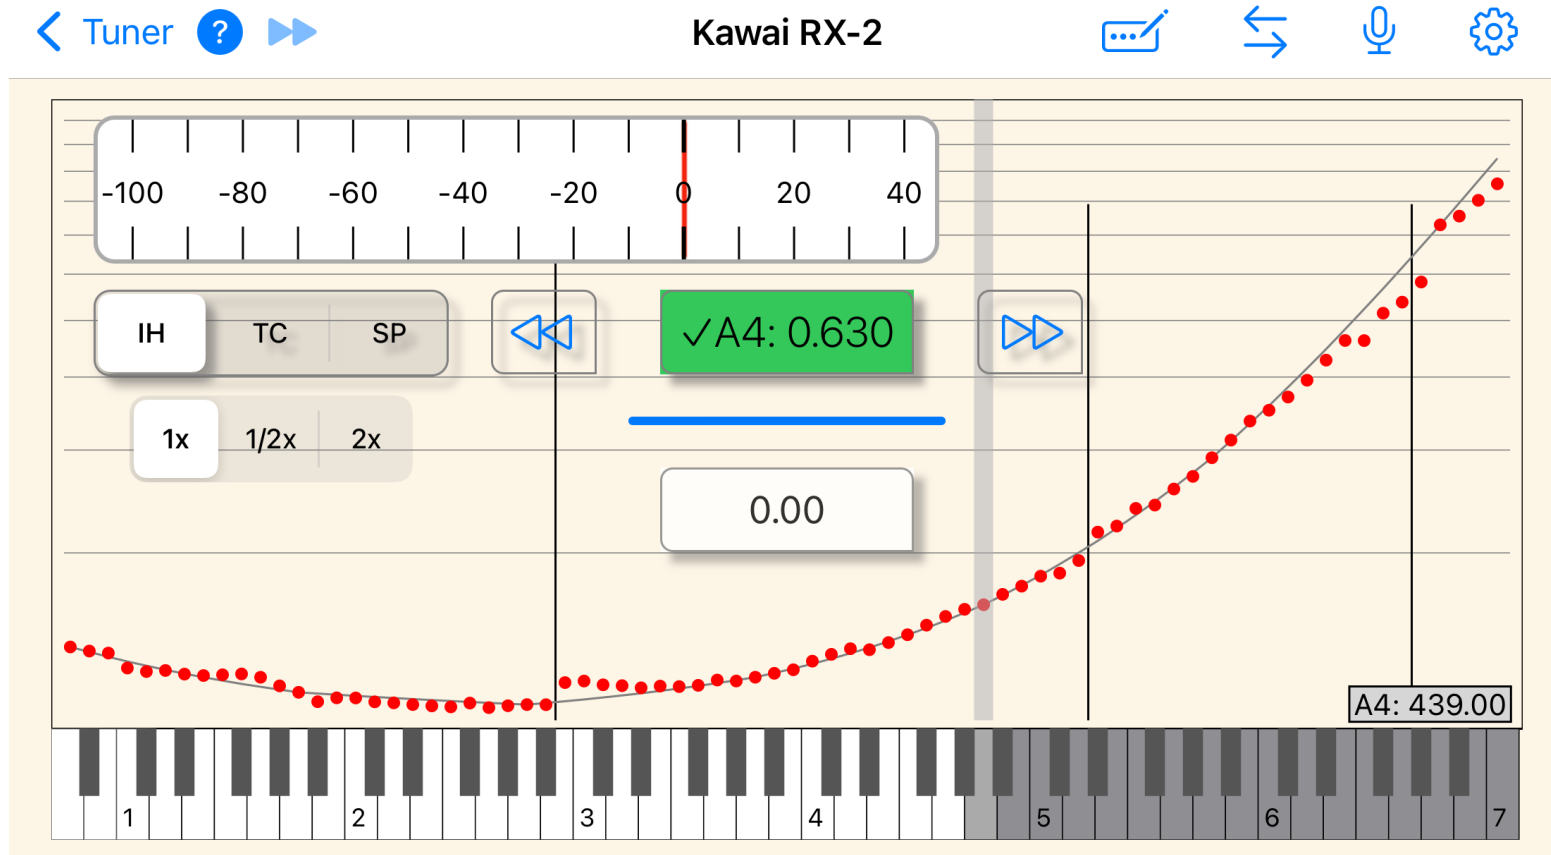 Tuner ? Kawai RX-2
-100 -80 -60 -40 -20 0 20 40
IH TC SP ✓A4: 0.630
1x 1/2x 2x
0.00
A4: 439.00
1 2 3 4 5 6 7